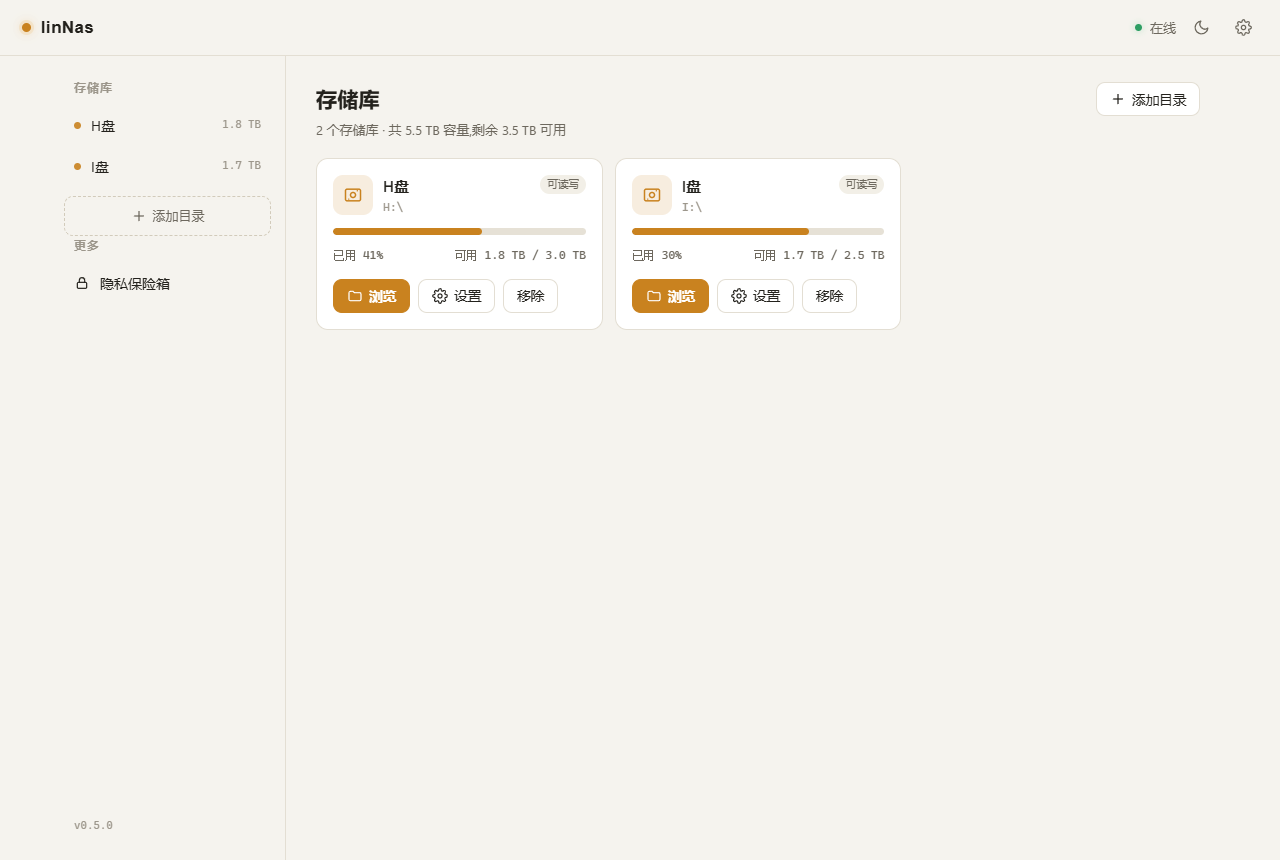 linNas
在线
存储库
H盘 1.8 TB
I盘 1.7 TB
添加目录
更多
隐私保险箱
v0.5.0
存储库
添加目录
2 个存储库 · 共 5.5 TB 容量,剩余 3.5 TB 可用
H盘 可读写
H:\
已用 41% 可用 1.8 TB / 3.0 TB
浏览 设置 移除
I盘 可读写
I:\
已用 30% 可用 1.7 TB / 2.5 TB
浏览 设置 移除